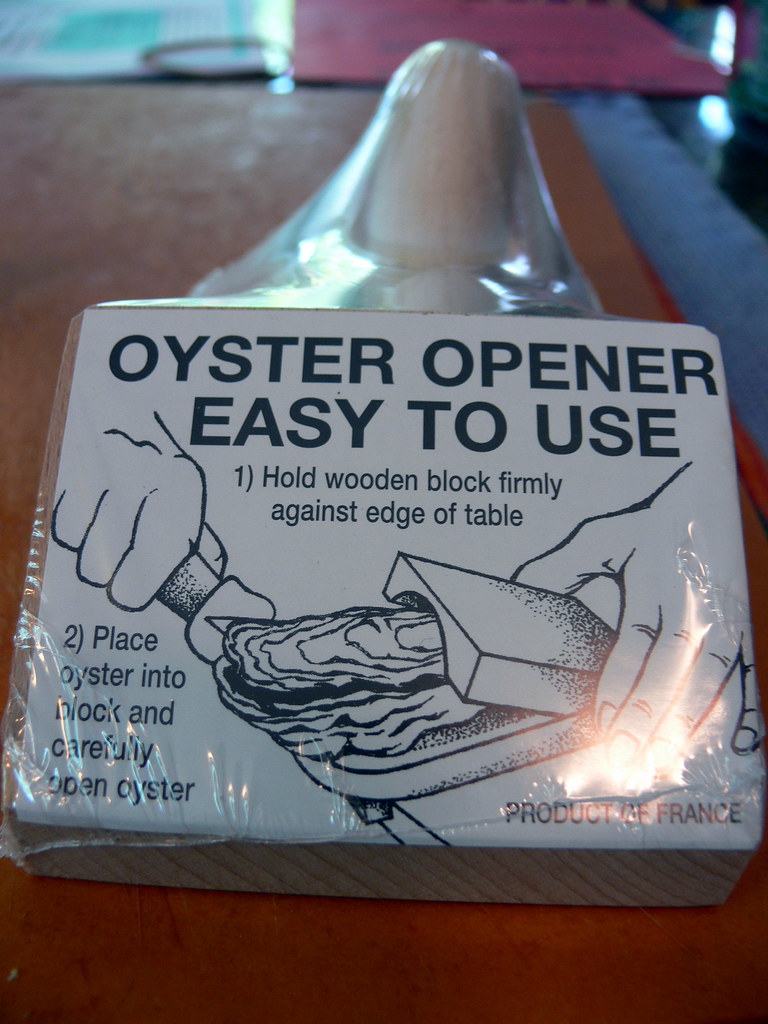 OYSTER OPENER
EASY TO USE
1) Hold wooden block firmly
against edge of table
2) Place
oyster into
block and
carefully
open oyster
PRODUCT OF FRANCE